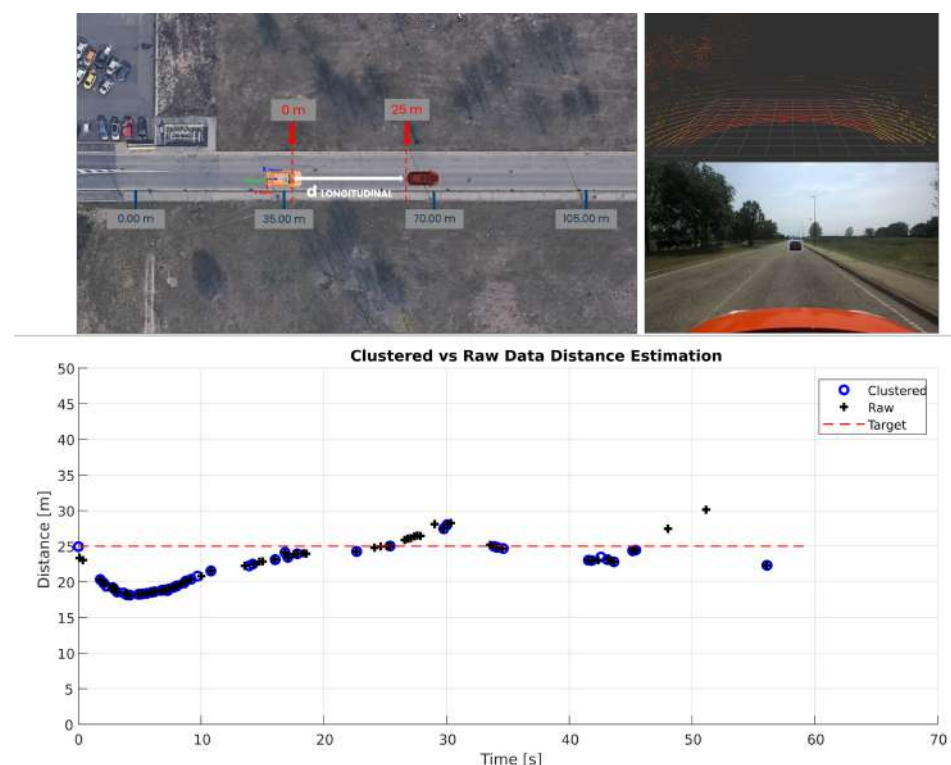 0 m
25 m
d LONGITUDINAL
0.00 m
35.00 m
70.00 m
105.00 m
Clustered vs Raw Data Distance Estimation
Clustered
Raw
Target
Distance [m]
50
45
40
35
30
25
20
15
10
5
0
0
10
20
30
40
50
60
70
Time [s]